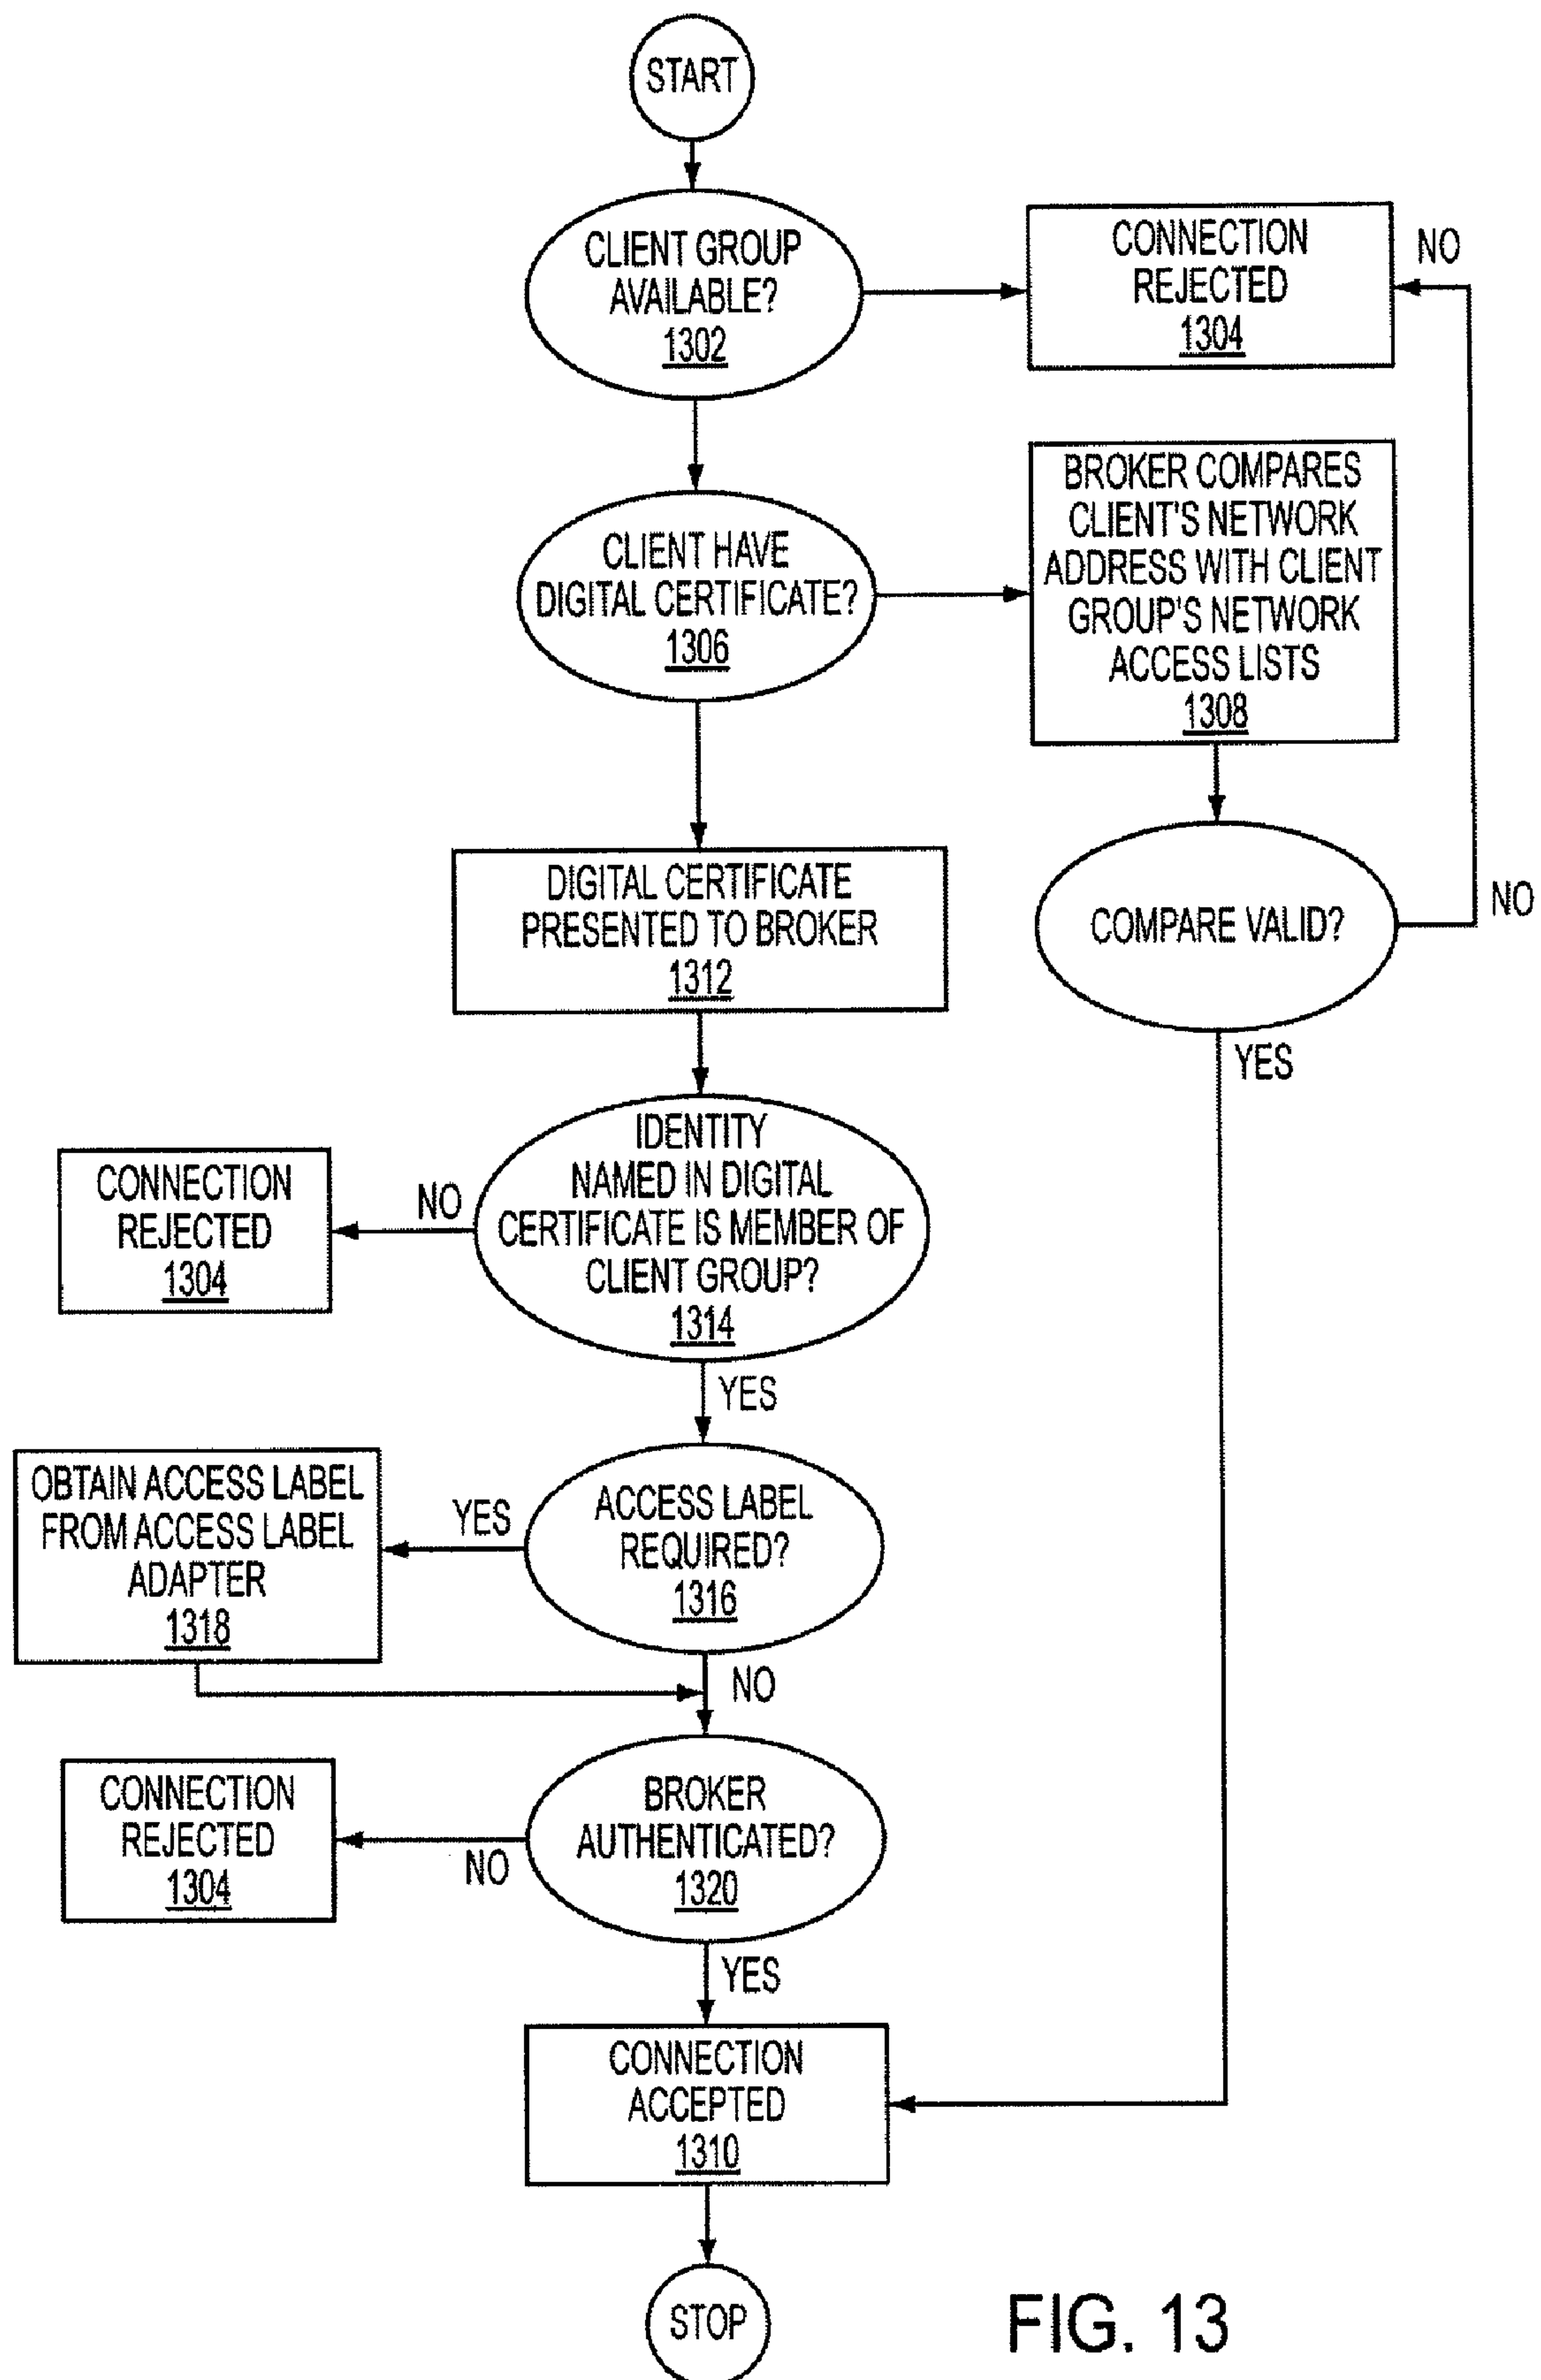 START
CLIENT GROUP
AVAILABLE?
1302
CONNECTION
REJECTED
1304
NO
CLIENT HAVE
DIGITAL CERTIFICATE?
1306
BROKER COMPARES
CLIENT'S NETWORK
ADDRESS WITH CLIENT
GROUP'S NETWORK
ACCESS LISTS
1308
DIGITAL CERTIFICATE
PRESENTED TO BROKER
1312
COMPARE VALID?
NO
YES
IDENTITY
NAMED IN DIGITAL
CERTIFICATE IS MEMBER OF
CLIENT GROUP?
1314
NO
CONNECTION
REJECTED
1304
YES
ACCESS LABEL
REQUIRED?
1316
YES
OBTAIN ACCESS LABEL
FROM ACCESS LABEL
ADAPTER
1318
NO
BROKER
AUTHENTICATED?
1320
NO
CONNECTION
REJECTED
1304
YES
CONNECTION
ACCEPTED
1310
STOP
FIG. 13